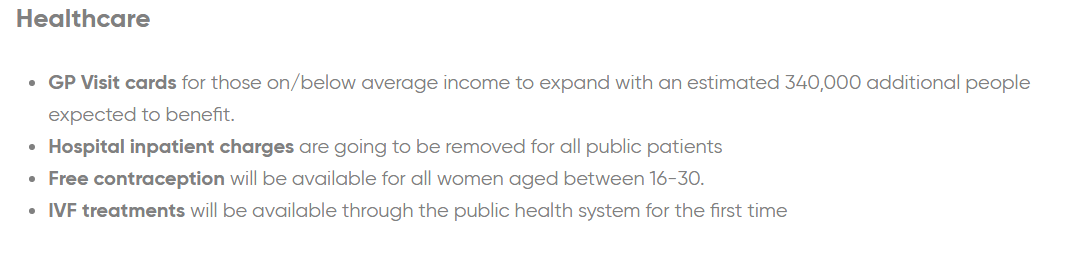 Healthcare
• GP Visit cards for those on/below average income to expand with an estimated 340,000 additional people
expected to benefit.
• Hospital inpatient charges are going to be removed for all public patients
• Free contraception will be available for all women aged between 16-30.
• IVF treatments will be available through the public health system for the first time